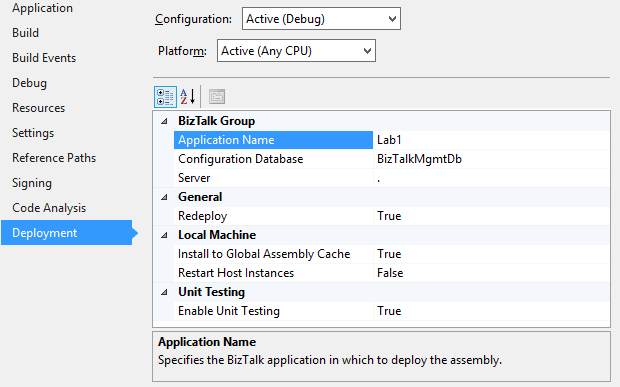 Application
Build
Build Events
Debug
Resources
Settings
Reference Paths
Signing
Code Analysis
Deployment
Configuration: Active (Debug)
Platform: Active (Any CPU)
A
Z
BizTalk Group
Application Name Lab1
Configuration Database BizTalkMgmtDb
Server .
General
Redeploy True
Local Machine
Install to Global Assembly Cache True
Restart Host Instances False
Unit Testing
Enable Unit Testing True
Application Name
Specifies the BizTalk application in which to deploy the assembly.